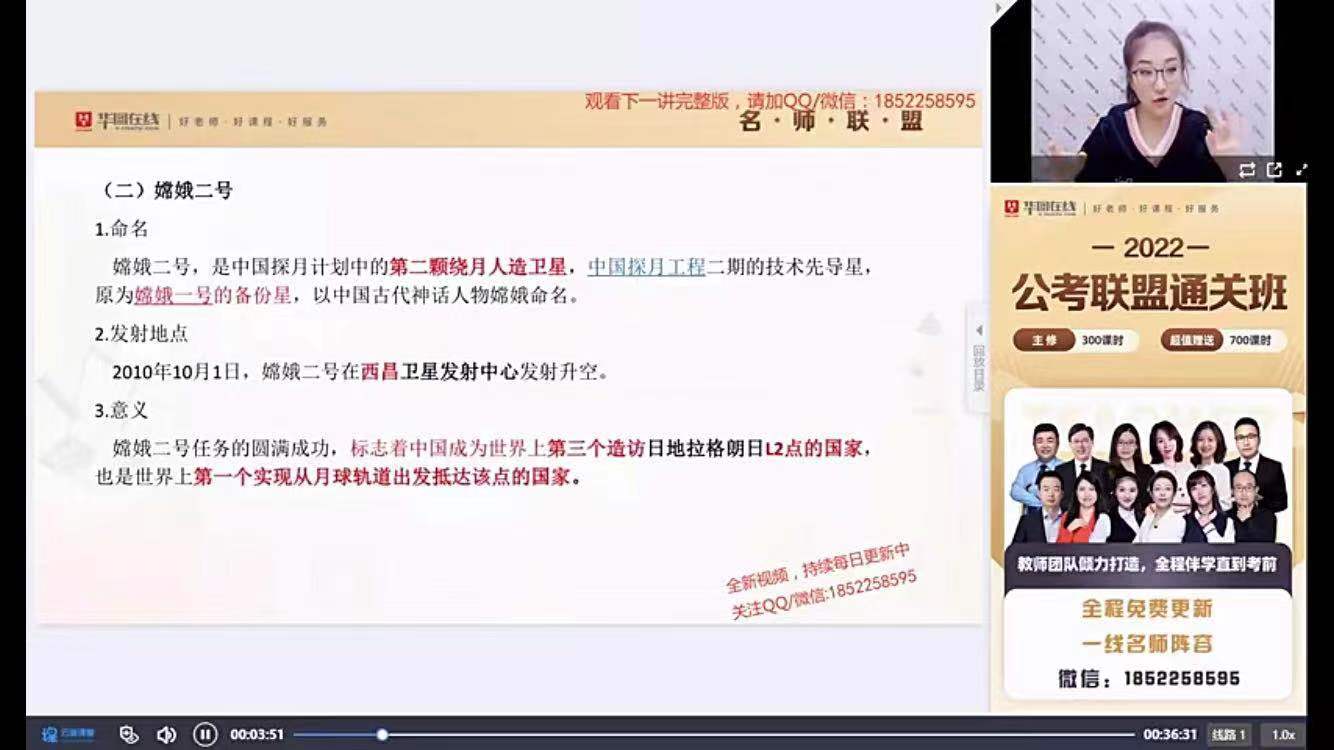 观看下一讲完整版，请加QQ/微信：1852258595
华图在线 | 好老师·好课程·好服务
名·师·联·盟
（二）嫦娥二号
1.命名
嫦娥二号，是中国探月计划中的第二颗绕月人造卫星，中国探月工程二期的技术先导星，
原为嫦娥一号的备份星，以中国古代神话人物嫦娥命名。
2.发射地点
2010年10月1日，嫦娥二号在西昌卫星发射中心发射升空。
3.意义
嫦娥二号任务的圆满成功，标志着中国成为世界上第三个造访日地拉格朗日L2点的国家，
也是世界上第一个实现从月球轨道出发抵达该点的国家。
全新视频，持续每日更新中
关注QQ/微信:1852258595
回放目录
华图在线 | 好老师·好课程·好服务
2022
公考联盟通关班
主修 300课时 超值赠送 700课时
教师团队倾力打造，全程伴学直到考前
全程免费更新
一线名师阵容
微信：1852258595
00:03:51
00:36:31 线路1 1.0x